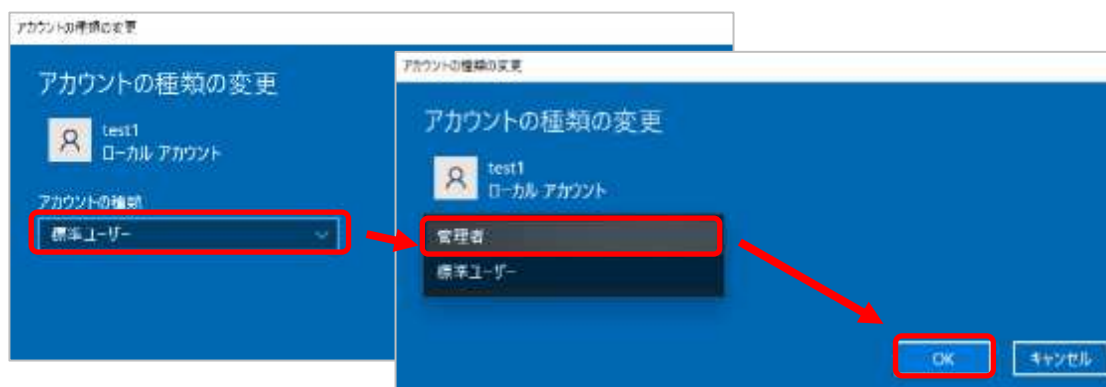 アカウントの種類の変更
アカウントの種類の変更
test1
ローカル アカウント
アカウントの種類
標準ユーザー
アカウントの種類の変更
アカウントの種類の変更
test1
ローカル アカウント
管理者
標準ユーザー
OK
キャンセル